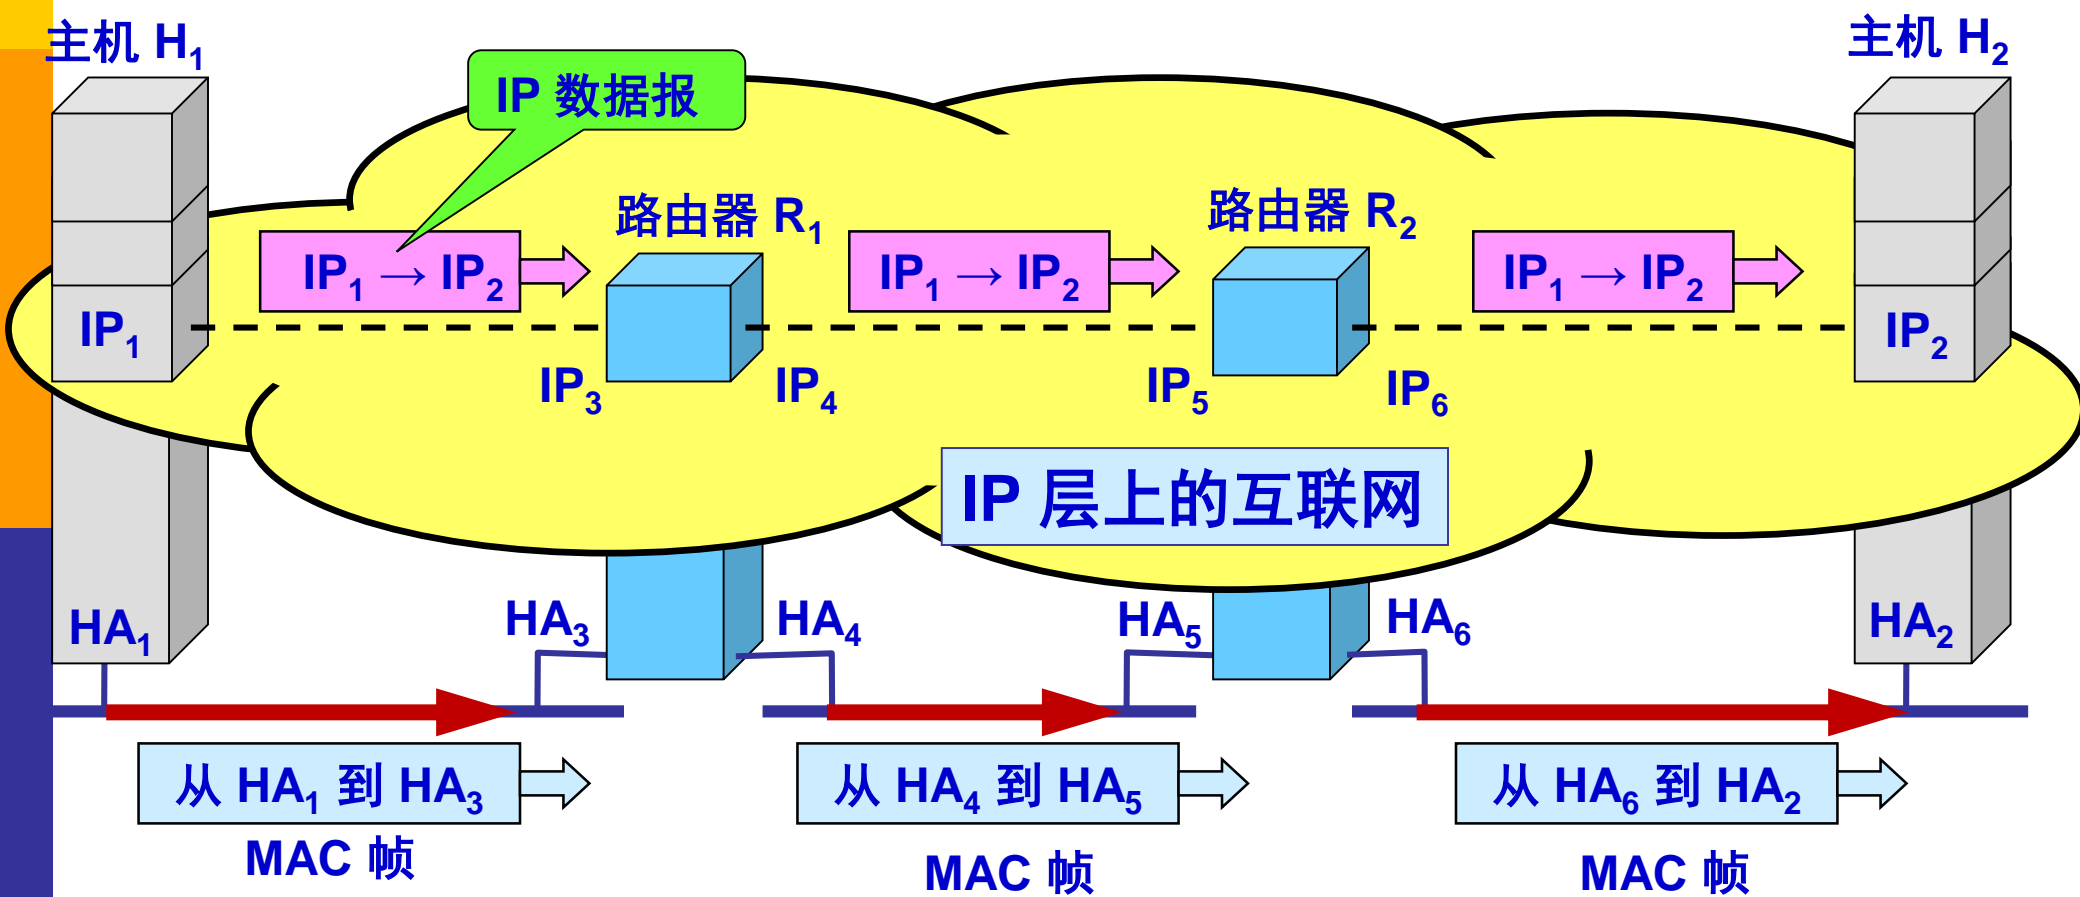 主机 H₁
主机 H₂
IP 数据报
路由器 R₁
路由器 R₂
IP₁ → IP₂
IP₁ → IP₂
IP₁ → IP₂
IP₁
IP₂
IP₃
IP₄
IP₅
IP₆
IP 层上的互联网
HA₁
HA₃
HA₄
HA₅
HA₆
HA₂
从 HA₁ 到 HA₃
从 HA₄ 到 HA₅
从 HA₆ 到 HA₂
MAC 帧
MAC 帧
MAC 帧